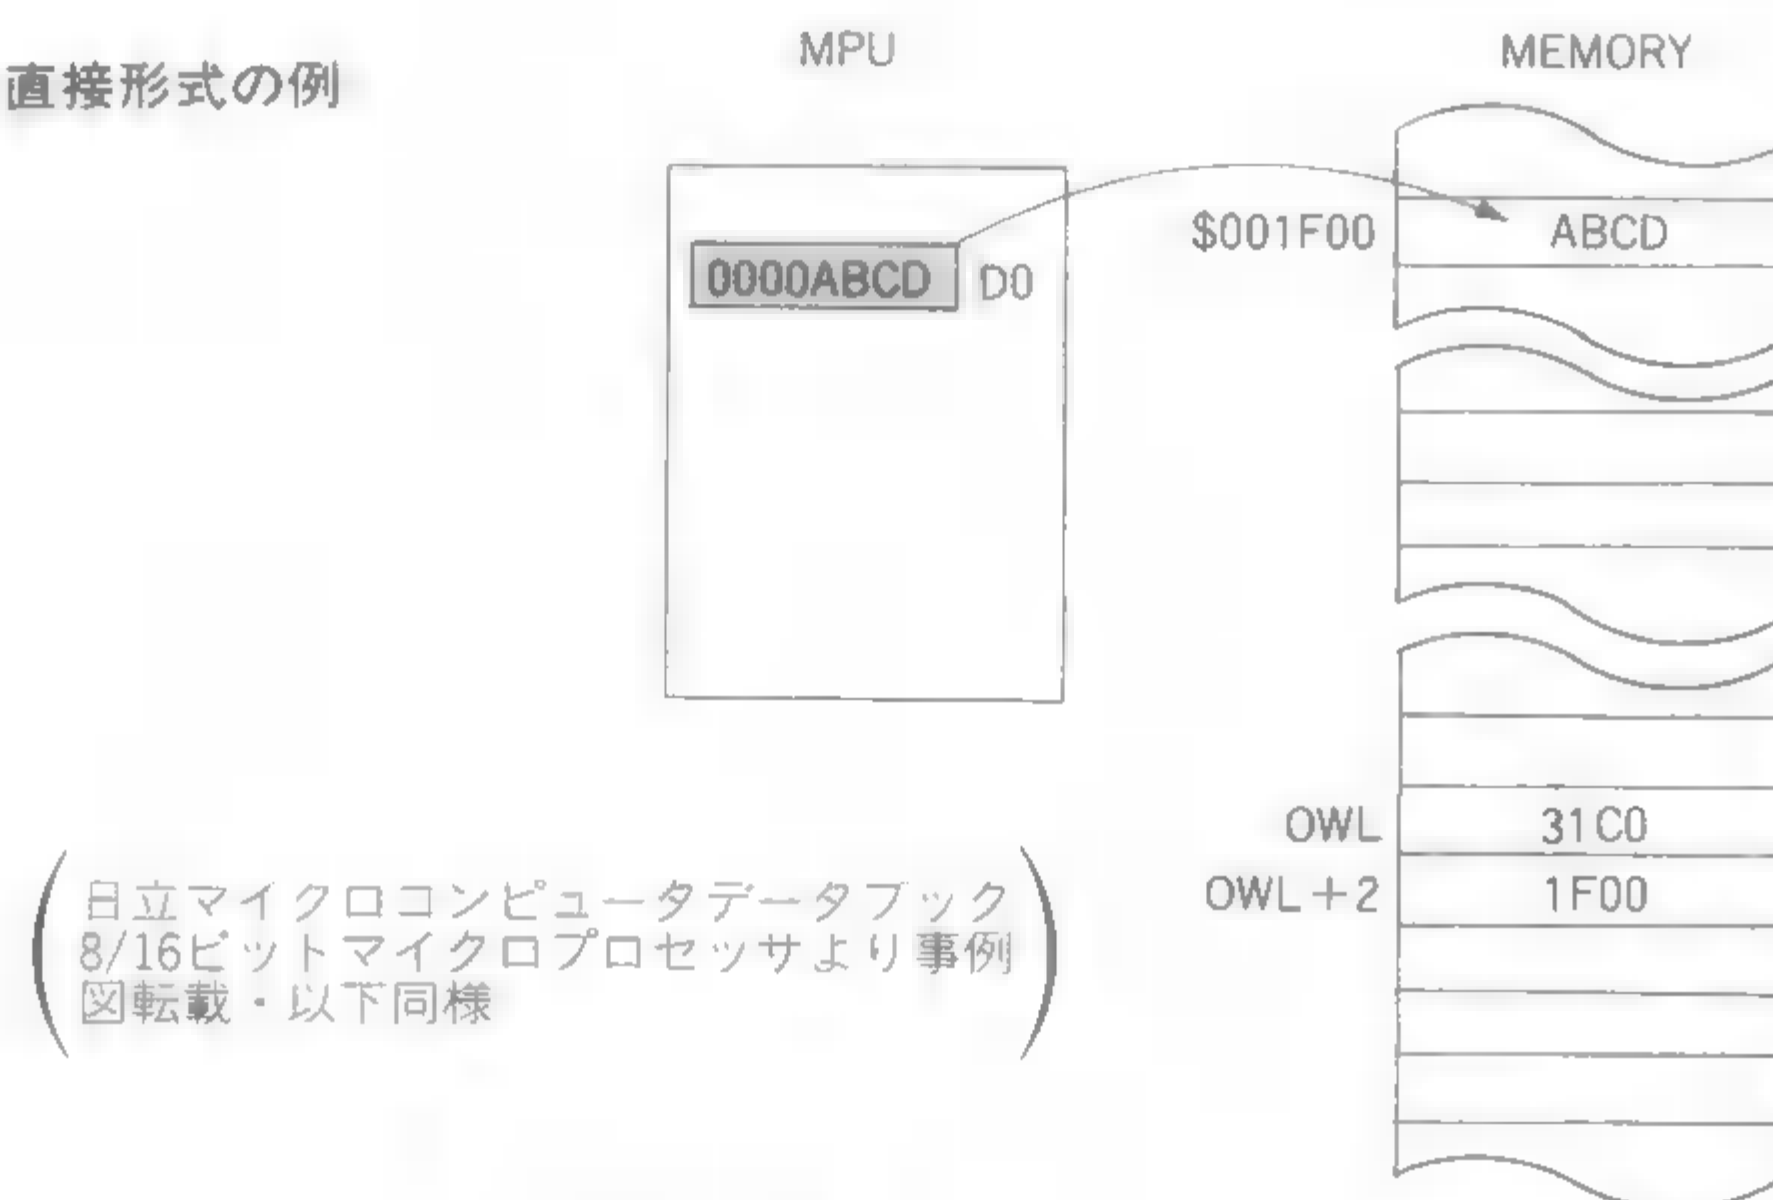 直接形式の例
MPU
MEMORY
$001F00
ABCD
0000ABCD
D0
OWL
31C0
OWL+2
1F00
日立マイクロコンピュータデータブック
8/16ビットマイクロプロセッサより事例
図転載・以下同様